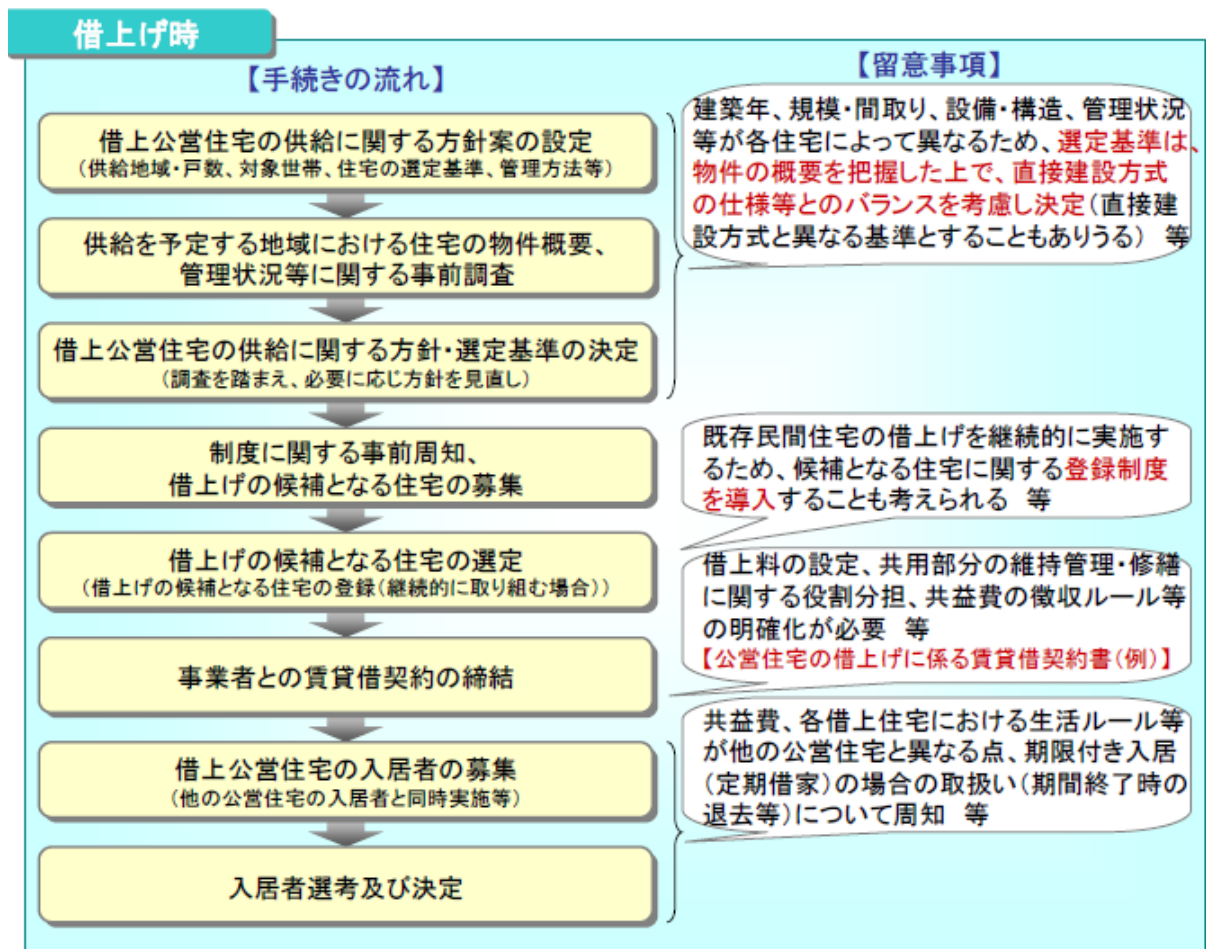 借上げ時
【手続きの流れ】
借上公営住宅の供給に関する方針案の設定
（供給地域・戸数、対象世帯、住宅の選定基準、管理方法等）
供給を予定する地域における住宅の物件概要、
管理状況等に関する事前調査
借上公営住宅の供給に関する方針・選定基準の決定
（調査を踏まえ、必要に応じ方針を見直し）
制度に関する事前周知、
借上げの候補となる住宅の募集
借上げの候補となる住宅の選定
（借上げの候補となる住宅の登録（継続的に取り組む場合））
事業者との賃貸借契約の締結
借上公営住宅の入居者の募集
（他の公営住宅の入居者と同時実施等）
入居者選考及び決定
【留意事項】
建築年、規模・間取り、設備・構造、管理状況
等が各住宅によって異なるため、選定基準は、
物件の概要を把握した上で、直接建設方式
の仕様等とのバランスを考慮し決定（直接建
設方式と異なる基準とすることもありうる） 等
既存民間住宅の借上げを継続的に実施す
るため、候補となる住宅に関する登録制度
を導入することも考えられる 等
借上料の設定、共用部分の維持管理・修繕
に関する役割分担、共益費の徴収ルール等
の明確化が必要 等
【公営住宅の借上げに係る賃貸借契約書（例）】
共益費、各借上住宅における生活ルール等
が他の公営住宅と異なる点、期限付き入居
（定期借家）の場合の取扱い（期間終了時の
退去等）について周知 等